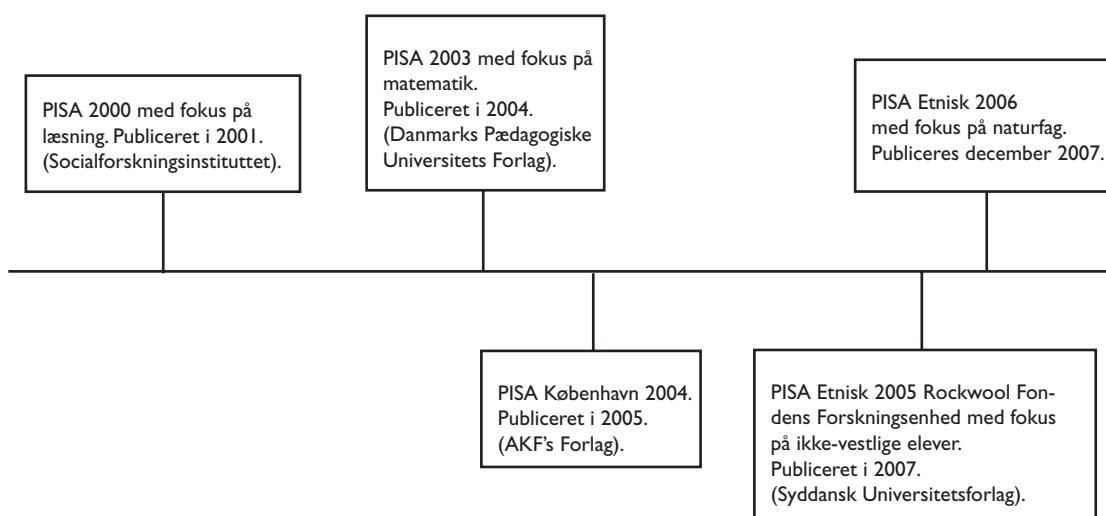 PISA 2000 med fokus på
læsning. Publiceret i 2001.
(Socialforskningsinstituttet).
PISA 2003 med fokus på
matematik.
Publiceret i 2004.
(Danmarks Pædagogiske
Universitets Forlag).
PISA Etnisk 2006
med fokus på naturfag.
Publiceres december 2007.
PISA København 2004.
Publiceret i 2005.
(AKF's Forlag).
PISA Etnisk 2005 Rockwool Fon-
dens Forskningsenhed med fokus
på ikke-vestlige elever.
Publiceret i 2007.
(Syddansk Universitetsforlag).